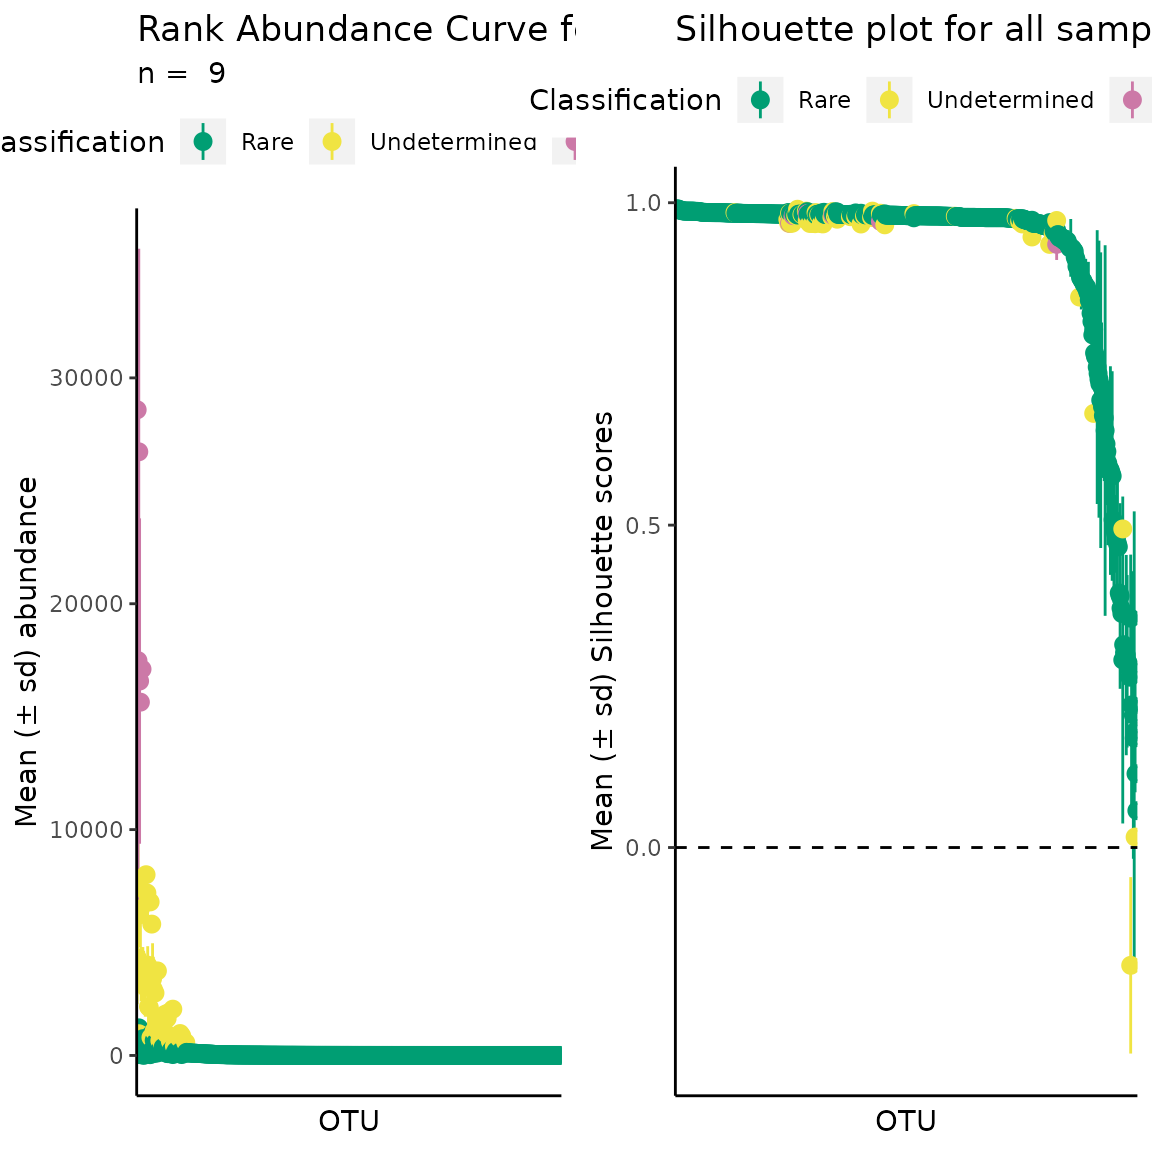 Rank Abundance Curve fo
n = 9
assification Rare Undetermined
30000
20000
10000
0
Mean (± sd) abundance
OTU
Silhouette plot for all samp
Classification Rare Undetermined
1.0
0.5
0.0
Mean (± sd) Silhouette scores
OTU